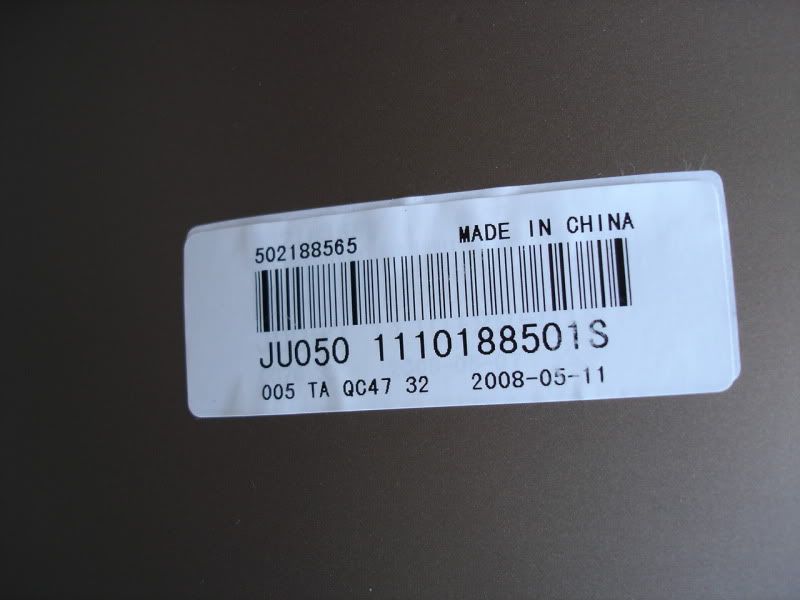 502188565 MADE IN CHINA
JU050 1110188501S
005 TA QC47 32 2008-05-11